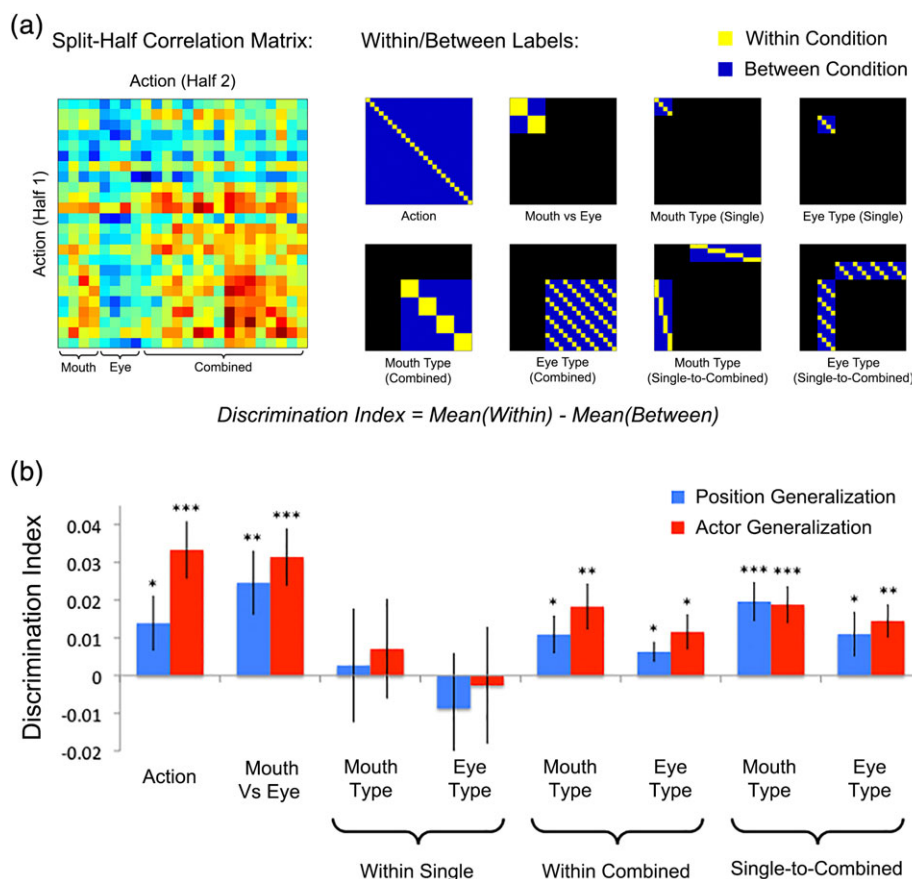 (a)
Split-Half Correlation Matrix:
Within/Between Labels:
Within Condition
Between Condition
Action (Half 2)
Action (Half 1)
Mouth
Eye
Combined
Action
Mouth vs Eye
Mouth Type (Single)
Eye Type (Single)
Mouth Type
(Combined)
Eye Type
(Combined)
Mouth Type
(Single-to-Combined)
Eye Type
(Single-to-Combined)
Discrimination Index = Mean(Within) - Mean(Between)
(b)
Position Generalization
Actor Generalization
Discrimination Index
0.04
0.03
0.02
0.01
0
-0.01
-0.02
* *** ** *** * ** * * *** *** * **
Action
Mouth
Vs Eye
Mouth
Type
Eye
Type
Mouth
Type
Eye
Type
Mouth
Type
Eye
Type
Within Single
Within Combined
Single-to-Combined